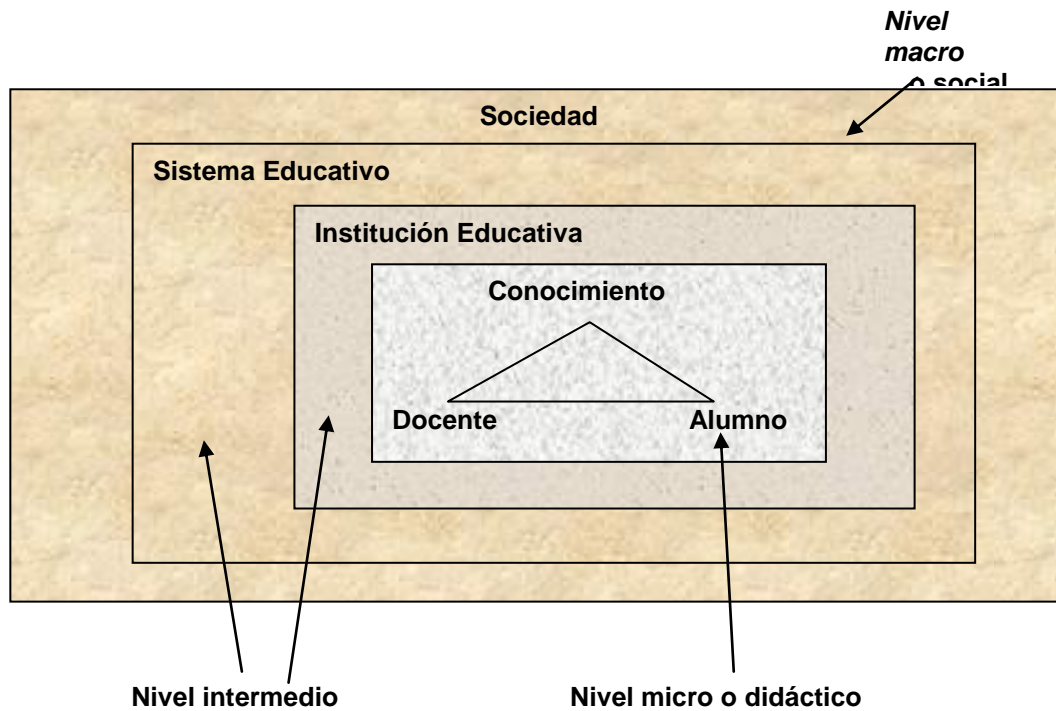 Nivel
macro
o social
Sociedad
Sistema Educativo
Institución Educativa
Conocimiento
Docente
Alumno
Nivel intermedio
Nivel micro o didáctico